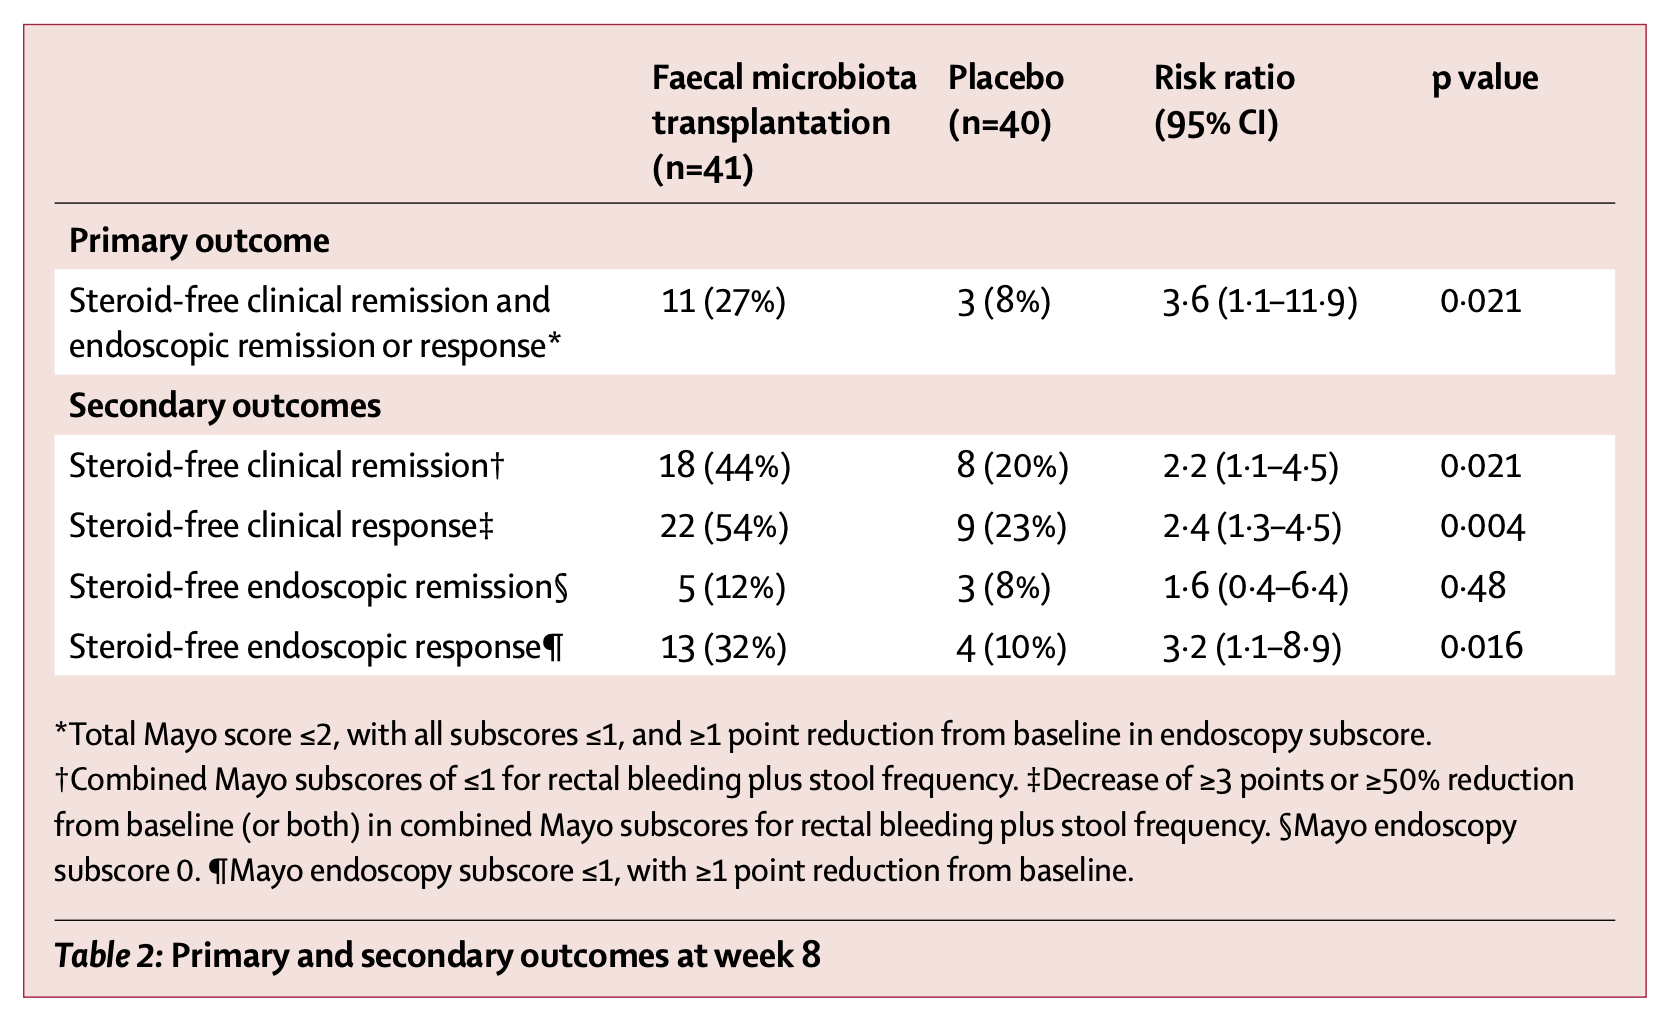 Faecal microbiota transplantation (n=41) Placebo (n=40) Risk ratio (95% CI) p value
Primary outcome
Steroid-free clinical remission and endoscopic remission or response* 11 (27%) 3 (8%) 3·6 (1·1–11·9) 0·021
Secondary outcomes
Steroid-free clinical remission† 18 (44%) 8 (20%) 2·2 (1·1–4·5) 0·021
Steroid-free clinical response‡ 22 (54%) 9 (23%) 2·4 (1·3–4·5) 0·004
Steroid-free endoscopic remission§ 5 (12%) 3 (8%) 1·6 (0·4–6·4) 0·48
Steroid-free endoscopic response¶ 13 (32%) 4 (10%) 3·2 (1·1–8·9) 0·016
*Total Mayo score ≤2, with all subscores ≤1, and ≥1 point reduction from baseline in endoscopy subscore.
†Combined Mayo subscores of ≤1 for rectal bleeding plus stool frequency. ‡Decrease of ≥3 points or ≥50% reduction
from baseline (or both) in combined Mayo subscores for rectal bleeding plus stool frequency. §Mayo endoscopy
subscore 0. ¶Mayo endoscopy subscore ≤1, with ≥1 point reduction from baseline.
Table 2: Primary and secondary outcomes at week 8